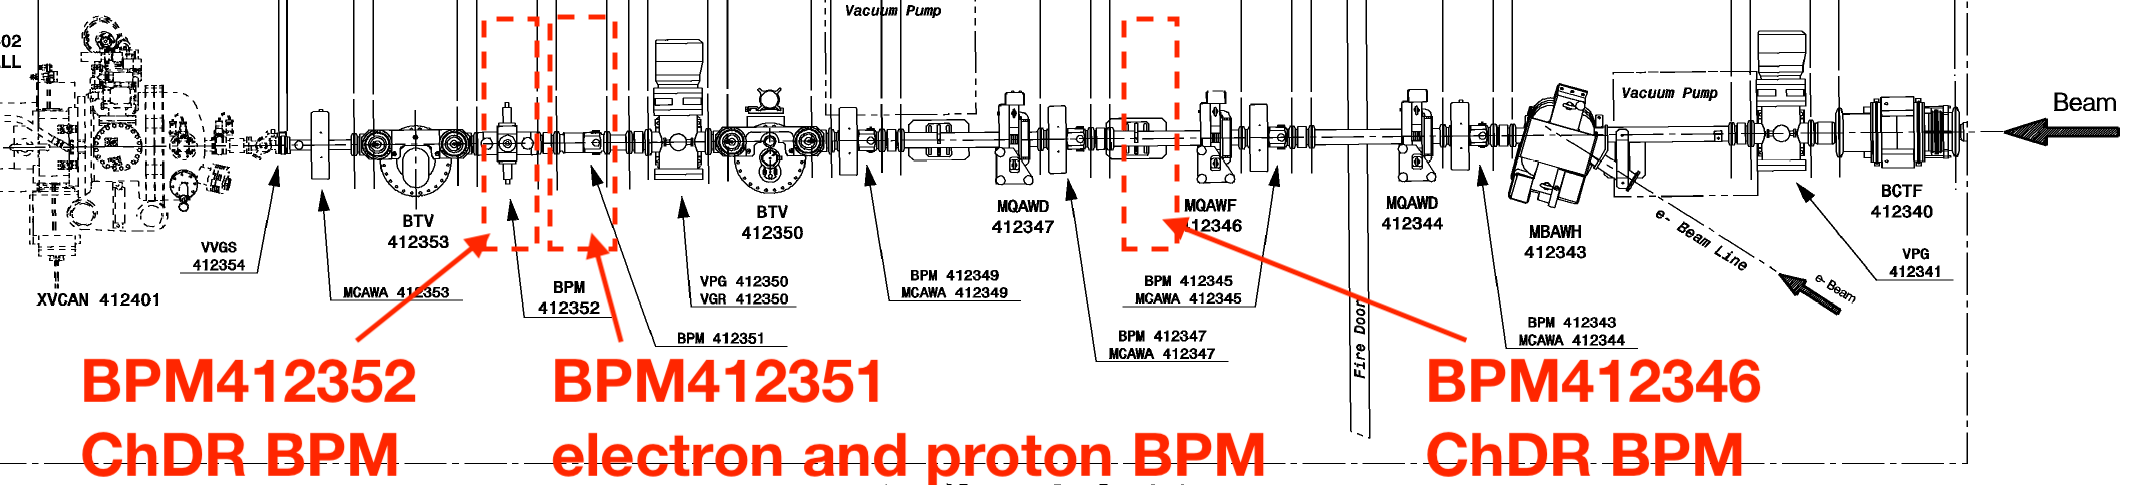 Vacuum Pump
-02
LL
Beam
Vacuum Pump
BCTF
412340
MQAWD
412344
MQAWD
412347
MQAWF
412346
BTV
412350
BTV
412353
MBAWH
412343
e- Beam Line
VVGS
412354
VPG
412341
BPM 412349
MCAWA 412349
BPM 412345
MCAWA 412345
VPG 412350
VGR 412350
BPM
412352
MCAWA 412353
e- Beam
XVCAN 412401
BPM 412343
MCAWA 412344
BPM 412351
BPM 412347
MCAWA 412347
Fire Door
BPM412352
ChDR BPM
BPM412351
electron and proton BPM
BPM412346
ChDR BPM